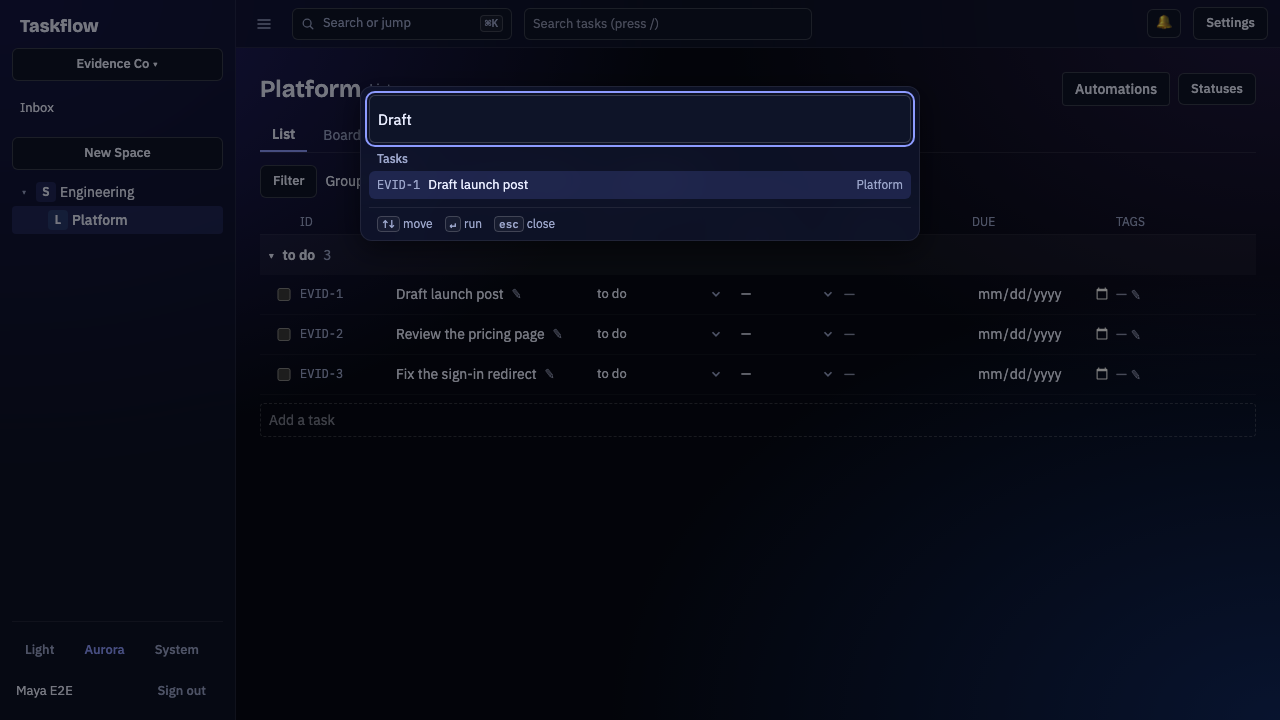 Taskflow
Evidence Co ▾
Inbox
New Space
▾ S Engineering
L Platform
Light Aurora System
Maya E2E Sign out
Search or jump ⌘K
Search tasks (press /)
Settings
Platform
Automations Statuses
List Board
Filter Group
Draft
Tasks
EVID-1 Draft launch post Platform
↑↓ move ↵ run esc close
ID DUE TAGS
▾ to do 3
EVID-1 Draft launch post ✎ to do — — mm/dd/yyyy — ✎
EVID-2 Review the pricing page ✎ to do — — mm/dd/yyyy — ✎
EVID-3 Fix the sign-in redirect ✎ to do — — mm/dd/yyyy — ✎
Add a task